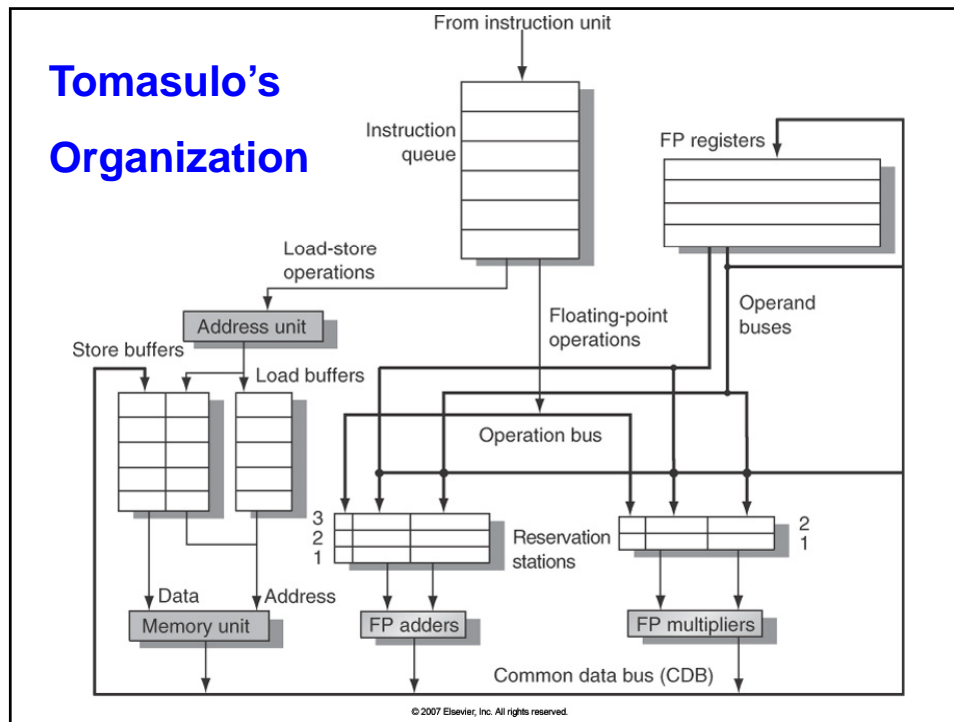 From instruction unit
Tomasulo's
Organization
Instruction
queue
FP registers
Load-store
operations
Operand
buses
Floating-point
operations
Address unit
Store buffers
Load buffers
Operation bus
3
2
1
Reservation
stations
2
1
Data
Address
Memory unit
FP adders
FP multipliers
Common data bus (CDB)
© 2007 Elsevier, Inc. All rights reserved.